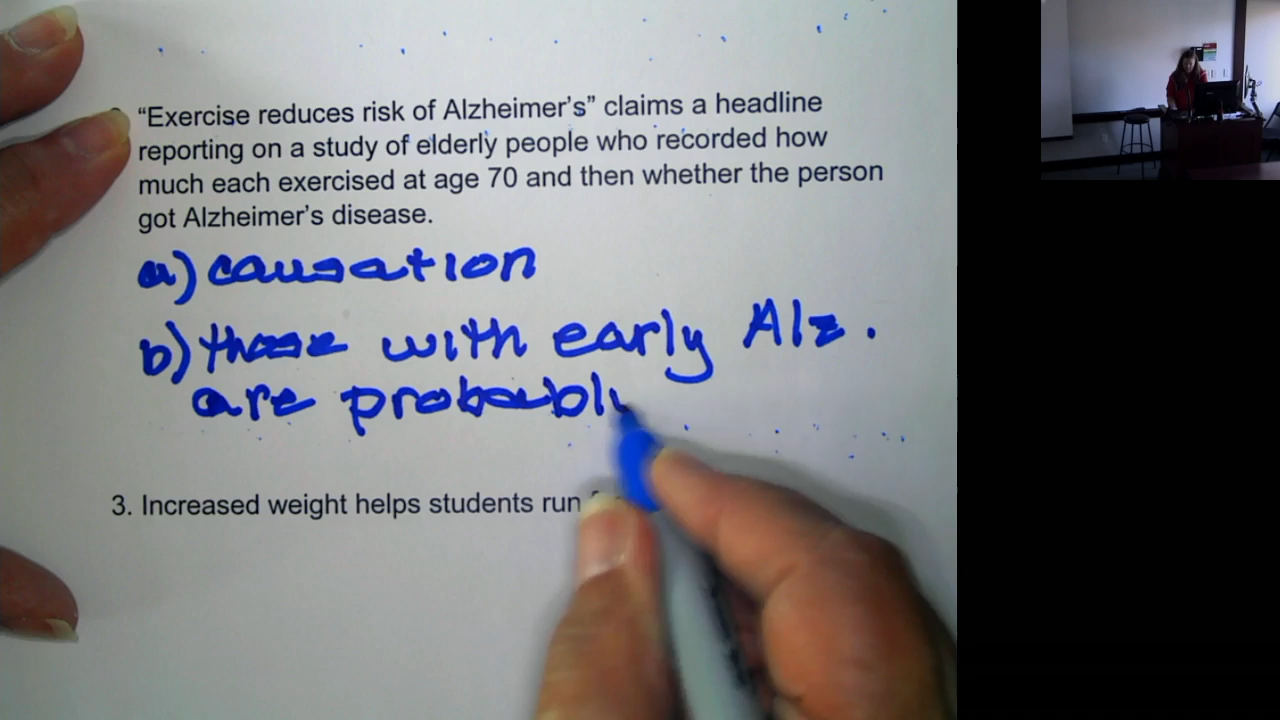 “Exercise reduces risk of Alzheimer’s” claims a headline
reporting on a study of elderly people who recorded how
much each exercised at age 70 and then whether the person
got Alzheimer’s disease.
a) causation
b) those with early Alz.
are probably
3. Increased weight helps students run